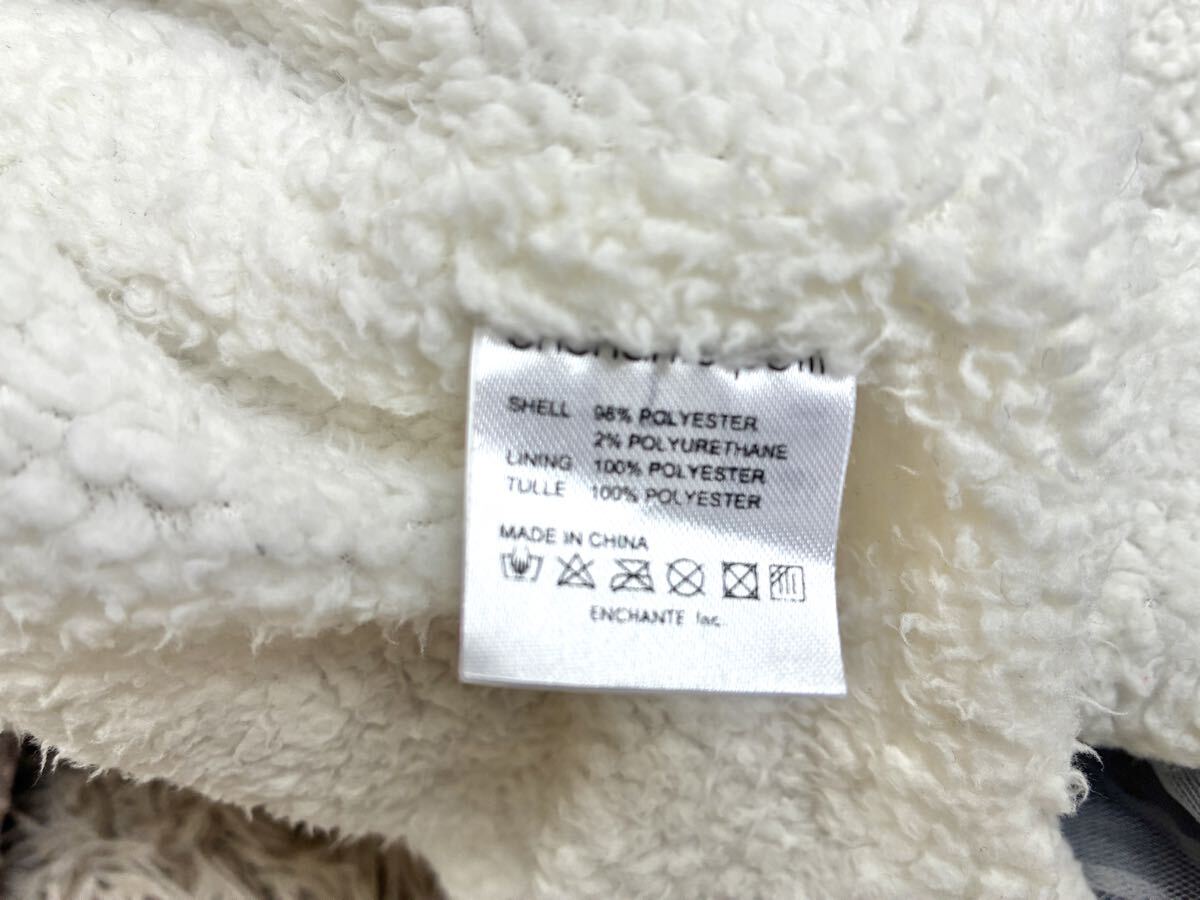 SHELL 98% POLYESTER
2% POLYURETHANE
LINING 100% POLYESTER
TULLE 100% POLYESTER
MADE IN CHINA
ENCHANTE Inc.